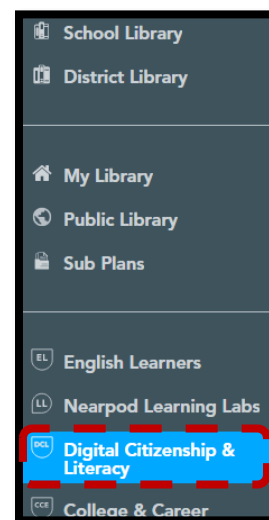 School Library
District Library
My Library
Public Library
Sub Plans
EL English Learners
LL Nearpod Learning Labs
DCL Digital Citizenship &
Literacy
CCE College & Career